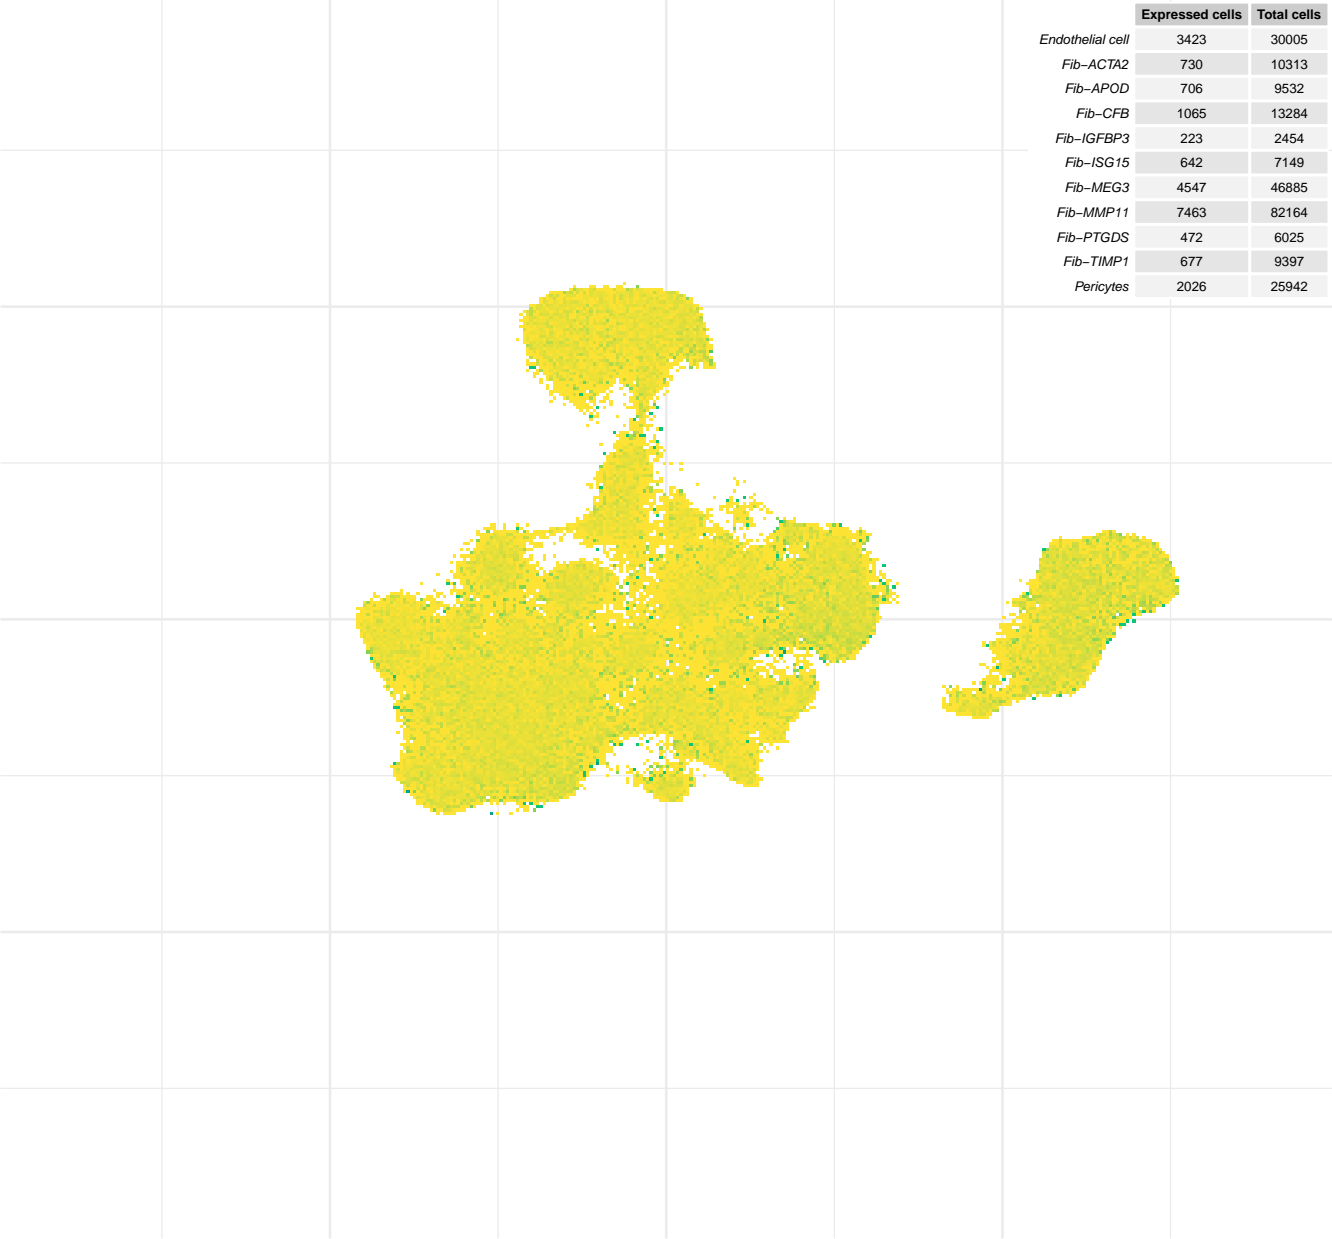 Expressed cells Total cells
Endothelial cell 3423 30005
Fib−ACTA2 730 10313
Fib−APOD 706 9532
Fib−CFB 1065 13284
Fib−IGFBP3 223 2454
Fib−ISG15 642 7149
Fib−MEG3 4547 46885
Fib−MMP11 7463 82164
Fib−PTGDS 472 6025
Fib−TIMP1 677 9397
Pericytes 2026 25942